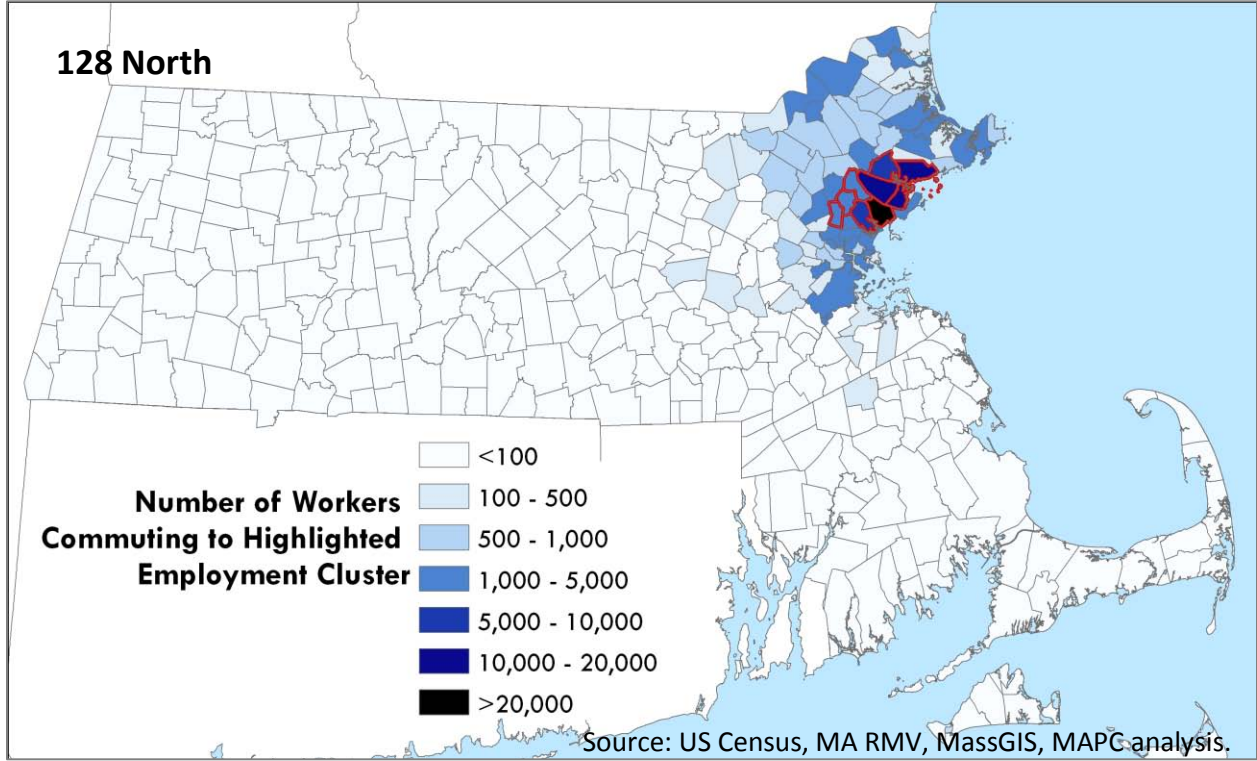 128 North
Number of Workers
Commuting to Highlighted
Employment Cluster
<100
100 - 500
500 - 1,000
1,000 - 5,000
5,000 - 10,000
10,000 - 20,000
>20,000
Source: US Census, MA RMV, MassGIS, MAPC analysis.